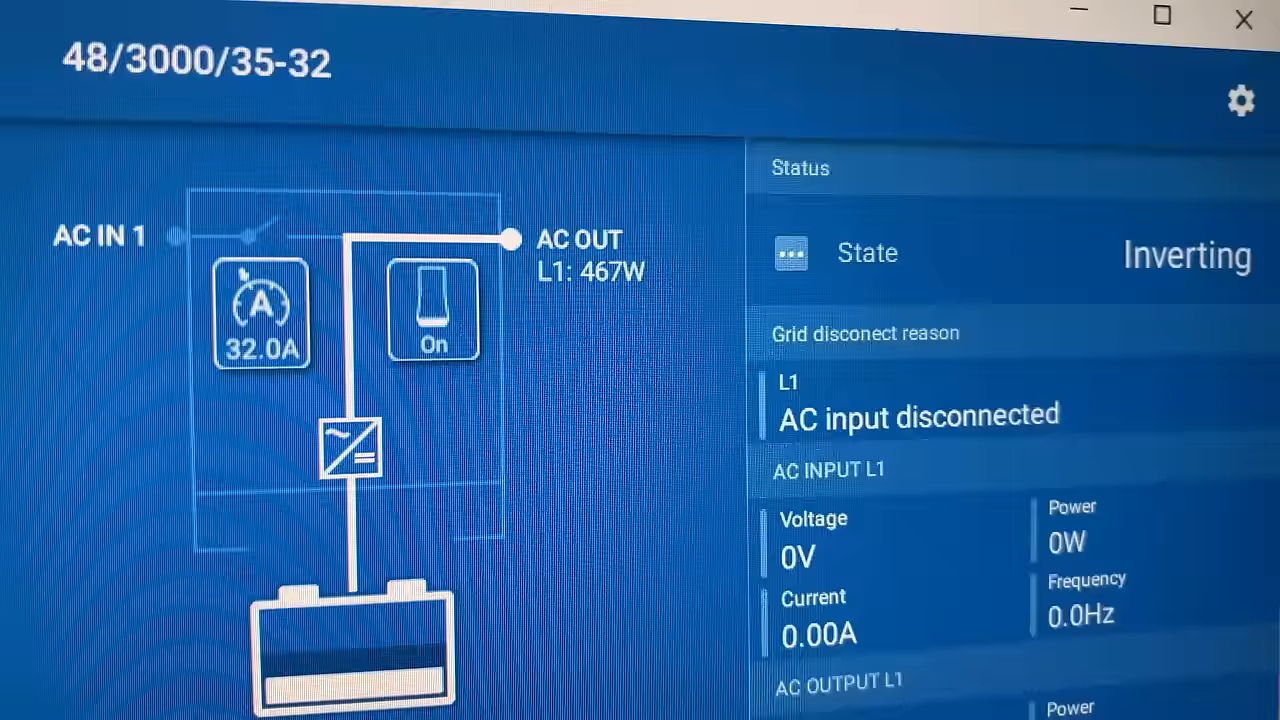 48/3000/35-32
AC IN 1
AC OUT
L1: 467W
A
32.0A
On
Status
State
Inverting
Grid disconect reason
L1
AC input disconnected
AC INPUT L1
Voltage
0V
Power
0W
Current
0.00A
Frequency
0.0Hz
AC OUTPUT L1
Power